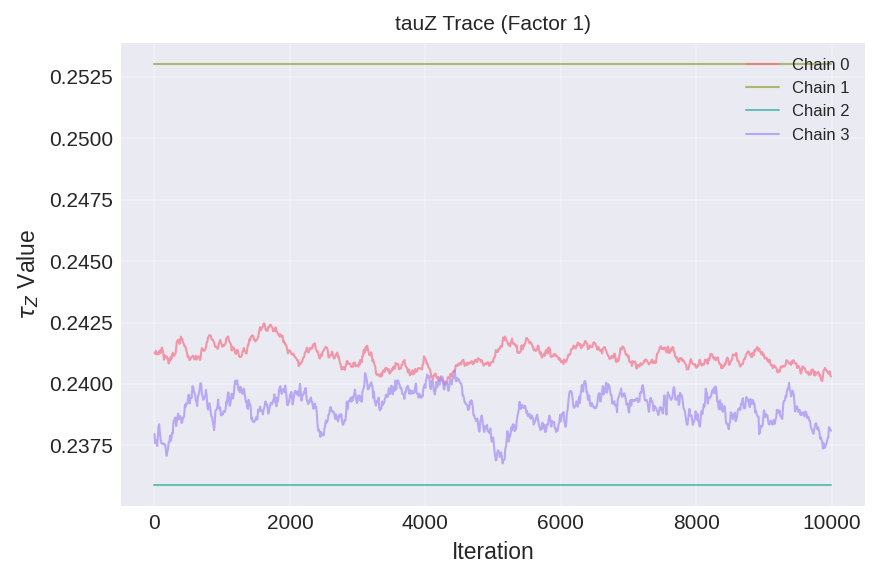 tauZ Trace (Factor 1)
Chain 0
Chain 1
Chain 2
Chain 3
τZ Value
0.2525
0.2500
0.2475
0.2450
0.2425
0.2400
0.2375
0 2000 4000 6000 8000 10000
Iteration